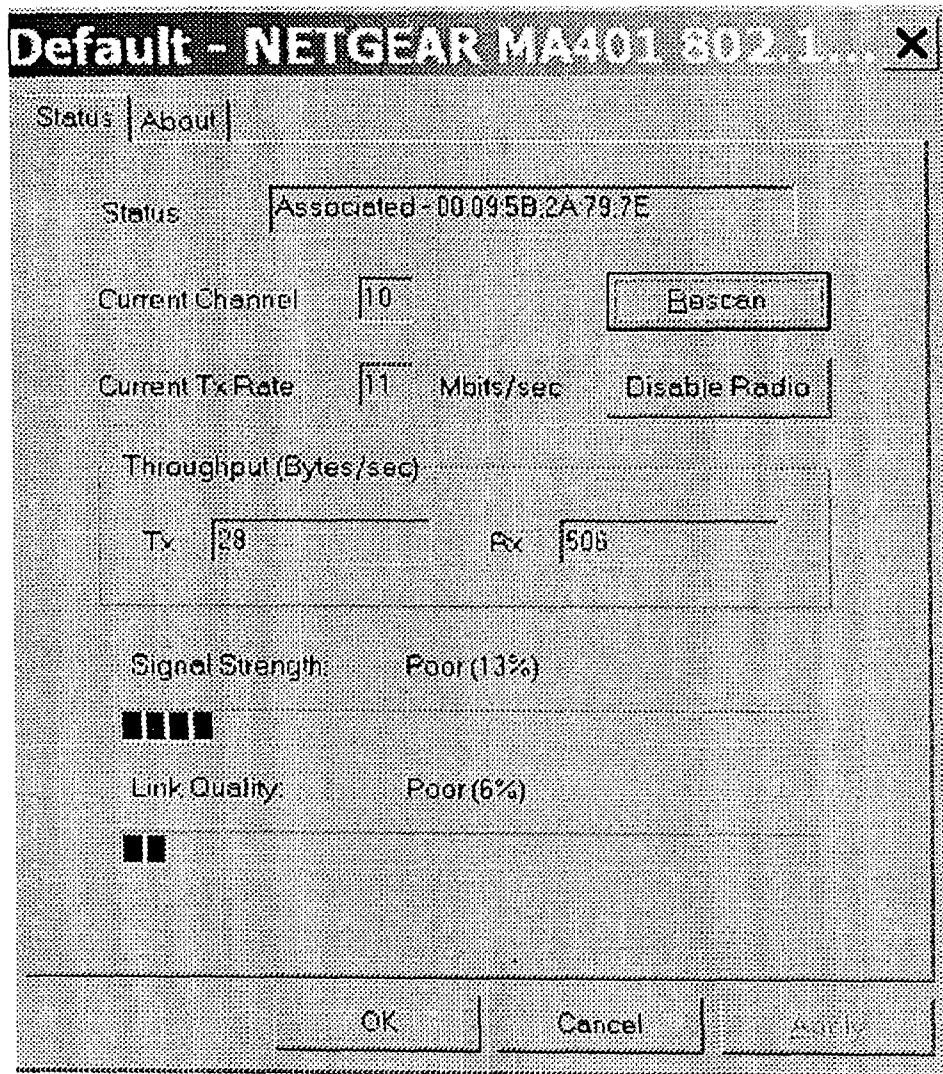 Default - NETGEAR MA401 802.1...
Status About
Status Associated - 00:09:5B:2A:79:7E
Current Channel 10 Rescan
Current Tx Rate 11 Mbits/sec Disable Radio
Throughput (Bytes/sec)
Tx 28 Rx 506
Signal Strength: Poor (13%)
Link Quality: Poor (6%)
OK Cancel Apply